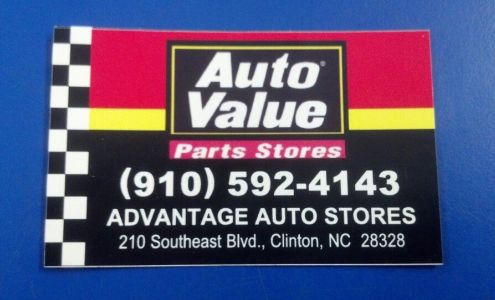 Auto®
Value
Parts Stores
(910) 592-4143
ADVANTAGE AUTO STORES
210 Southeast Blvd., Clinton, NC 28328